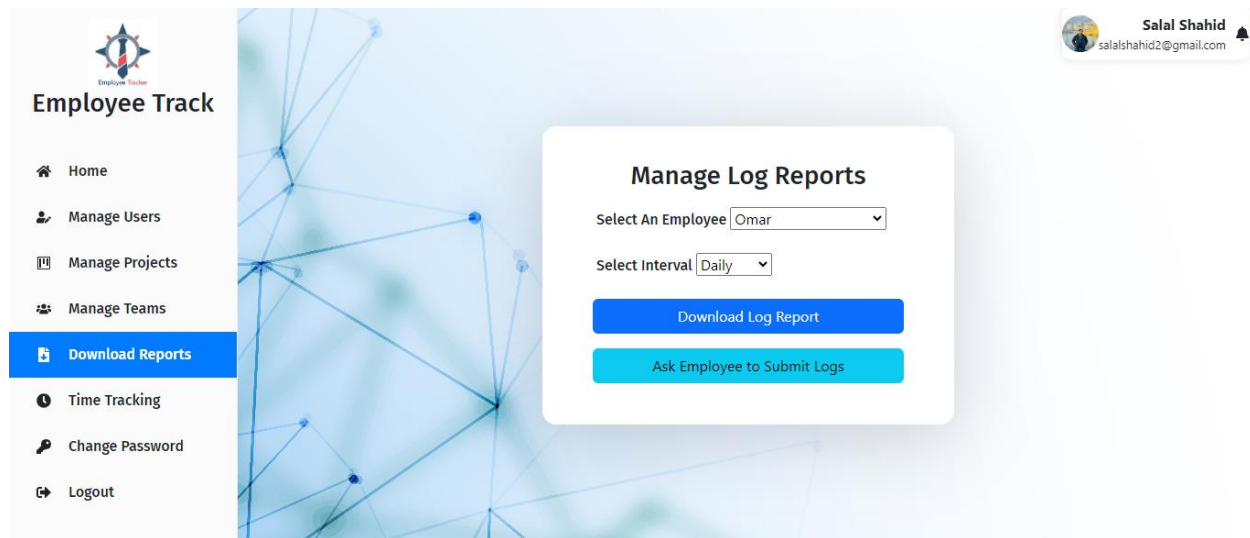 Employee Tracker
Employee Track
Home
Manage Users
Manage Projects
Manage Teams
Download Reports
Time Tracking
Change Password
Logout
Salal Shahid
salalshahid2@gmail.com
Manage Log Reports
Select An Employee Omar
Select Interval Daily
Download Log Report
Ask Employee to Submit Logs